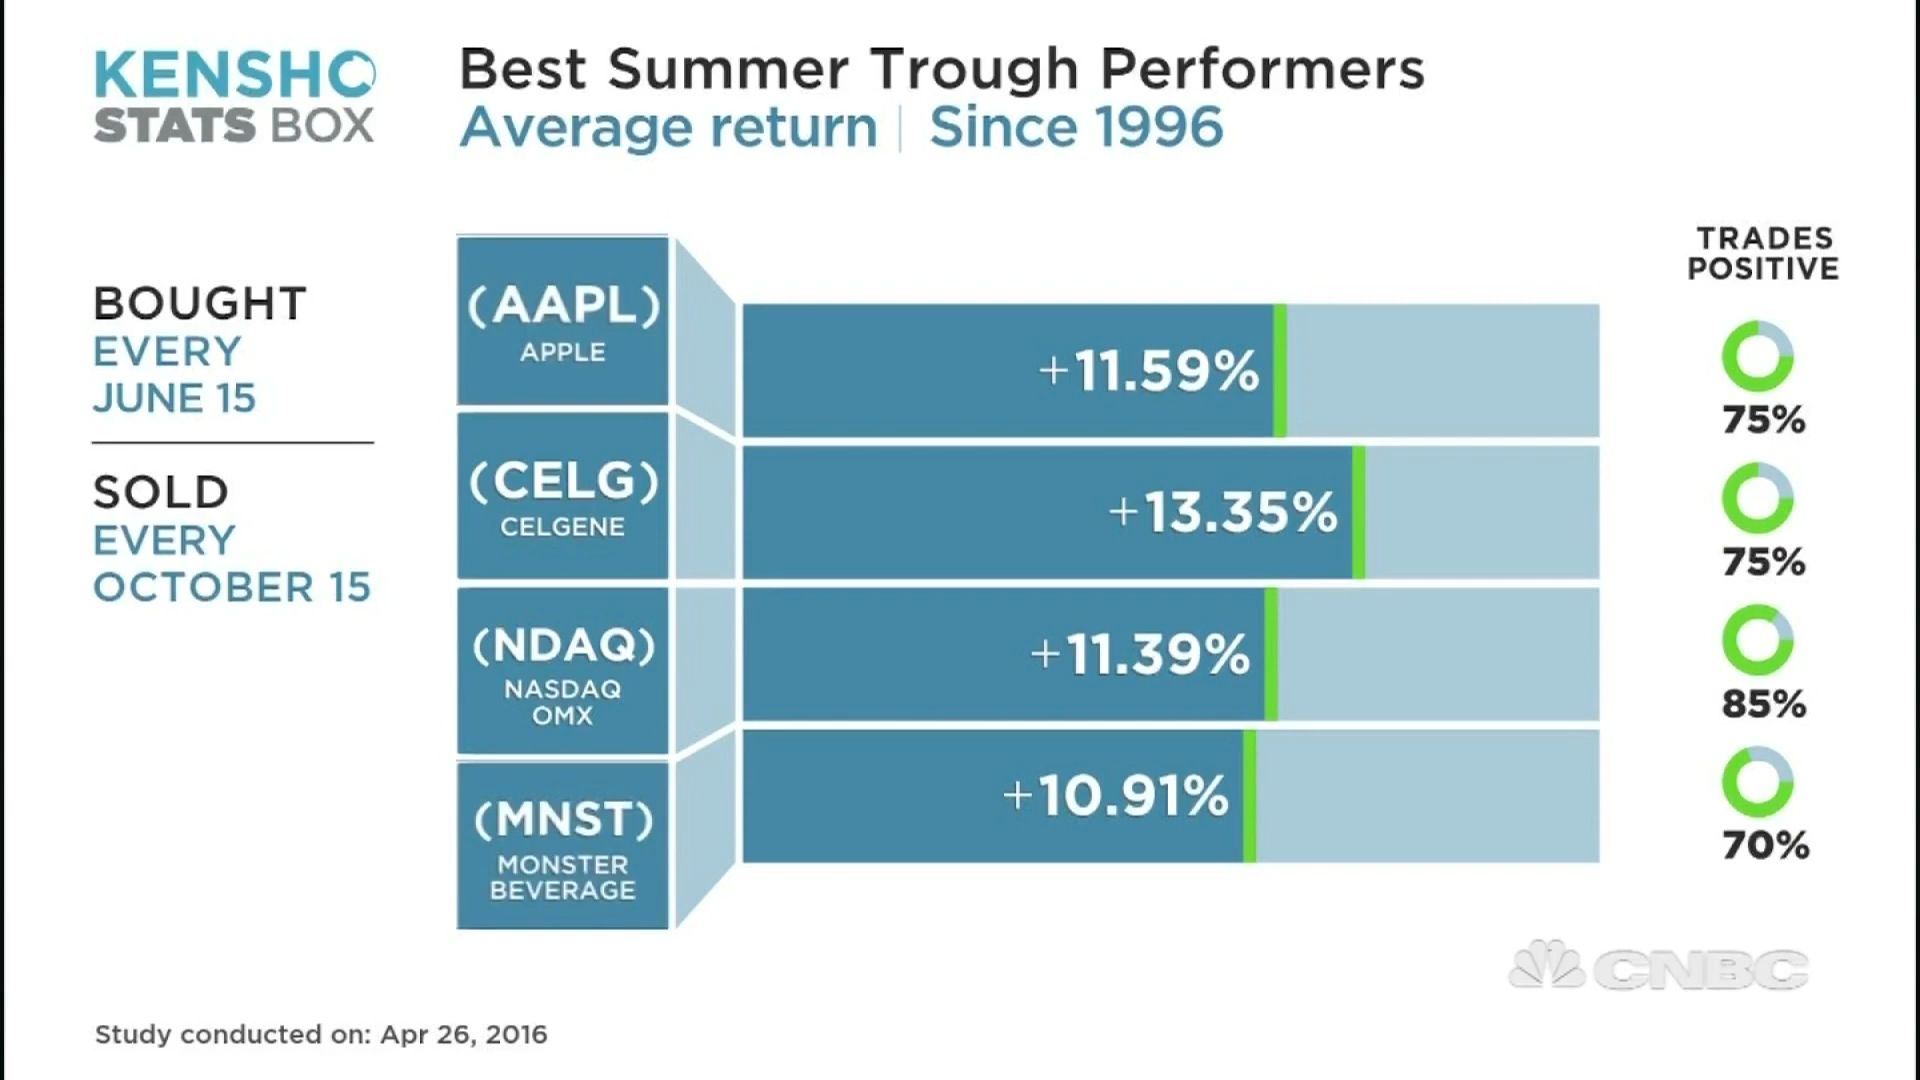 KENSHO
STATS BOX
Best Summer Trough Performers
Average return | Since 1996
BOUGHT
EVERY
JUNE 15
SOLD
EVERY
OCTOBER 15
TRADES
POSITIVE
(AAPL)
APPLE
+11.59%
75%
(CELG)
CELGENE
+13.35%
75%
(NDAQ)
NASDAQ
OMX
+11.39%
85%
(MNST)
MONSTER
BEVERAGE
+10.91%
70%
CNBC
Study conducted on: Apr 26, 2016